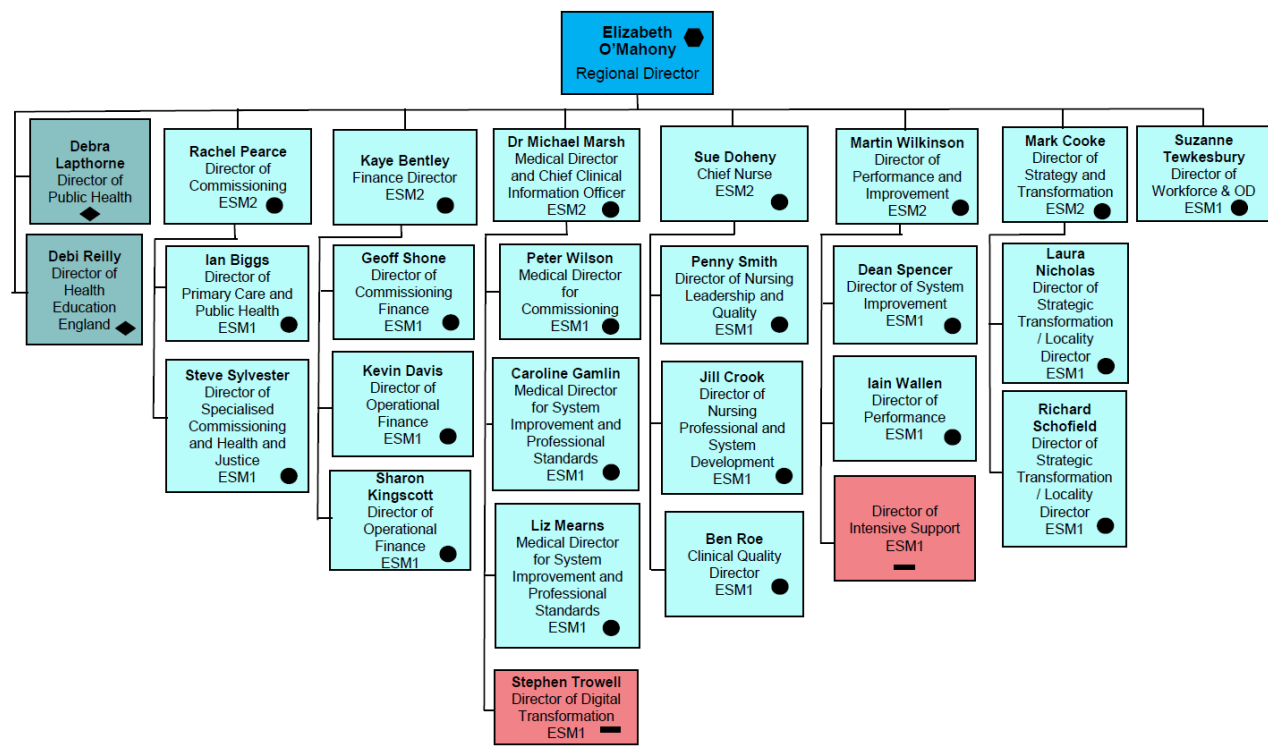 Elizabeth
O'Mahony
Regional Director
Debra
Lapthorne
Director of
Public Health
Rachel Pearce
Director of
Commissioning
ESM2
Kaye Bentley
Finance Director
ESM2
Dr Michael Marsh
Medical Director
and Chief Clinical
Information Officer
ESM2
Sue Doheny
Chief Nurse
ESM2
Martin Wilkinson
Director of
Performance and
Improvement
ESM2
Mark Cooke
Director of
Strategy and
Transformation
ESM2
Suzanne
Tewkesbury
Director of
Workforce & OD
ESM1
Debi Reilly
Director of
Health
Education
England
Ian Biggs
Director of
Primary Care and
Public Health
ESM1
Geoff Shone
Director of
Commissioning
Finance
ESM1
Peter Wilson
Medical Director
for
Commissioning
ESM1
Penny Smith
Director of Nursing
Leadership and
Quality
ESM1
Dean Spencer
Director of System
Improvement
ESM1
Laura
Nicholas
Director of
Strategic
Transformation
/ Locality
Director
ESM1
Steve Sylvester
Director of
Specialised
Commissioning
and Health and
Justice
ESM1
Kevin Davis
Director of
Operational
Finance
ESM1
Caroline Gamlin
Medical Director
for System
Improvement and
Professional
Standards
ESM1
Jill Crook
Director of
Nursing
Professional and
System
Development
ESM1
Iain Wallen
Director of
Performance
ESM1
Richard
Schofield
Director of
Strategic
Transformation
/ Locality
Director
ESM1
Sharon
Kingscott
Director of
Operational
Finance
ESM1
Liz Mearns
Medical Director
for System
Improvement and
Professional
Standards
ESM1
Ben Roe
Clinical Quality
Director
ESM1
Director of
Intensive Support
ESM1
Stephen Trowell
Director of Digital
Transformation
ESM1